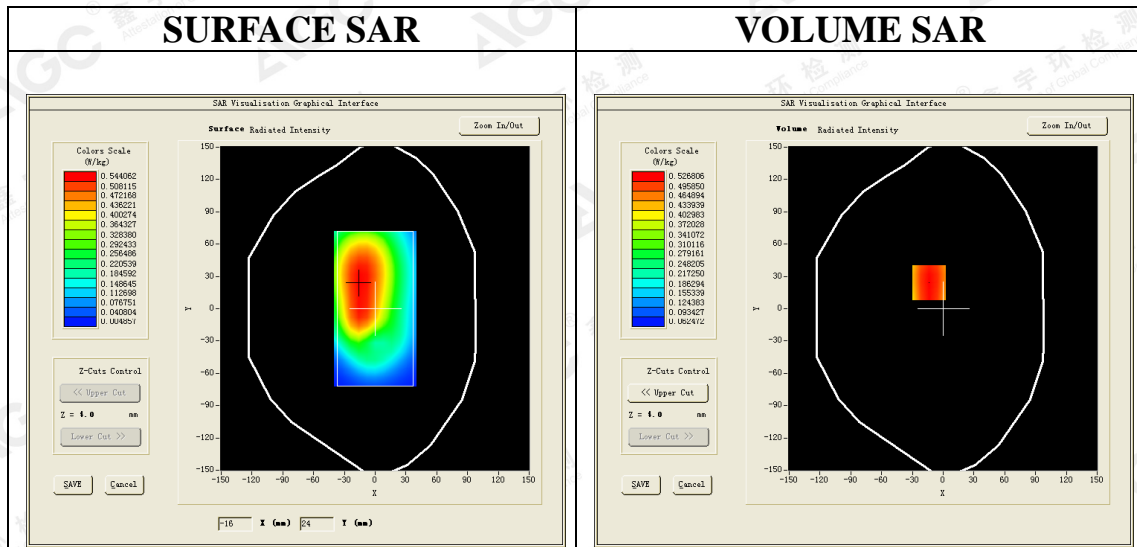 SURFACE SAR
VOLUME SAR
SAR Visualisation Graphical Interface
Surface Radiated Intensity
Zoom In/Out
Colors Scale
(W/kg)
0.544062
0.508115
0.472168
0.436221
0.400274
0.364327
0.328380
0.292433
0.256486
0.220539
0.184592
0.148645
0.112698
0.076751
0.040804
0.004857
Z-Cuts Control
<< Upper Cut
Z = 4.0 mm
Lower Cut >>
SAVE
Cancel
150
120
90
60
30
0
-30
-60
-90
-120
-150
Y
-150 -120 -90 -60 -30 0 30 60 90 120 150
X
-16 X (mm) 24 Y (mm)
SAR Visualisation Graphical Interface
Volume Radiated Intensity
Zoom In/Out
Colors Scale
(W/kg)
0.526806
0.495850
0.464894
0.433939
0.402983
0.372028
0.341072
0.310116
0.279161
0.248205
0.217250
0.186294
0.155339
0.124383
0.093427
0.062472
Z-Cuts Control
<< Upper Cut
Z = 4.0 mm
Lower Cut >>
SAVE
Cancel
150
120
90
60
30
0
-30
-60
-90
-120
-150
Y
-150 -120 -90 -60 -30 0 30 60 90 120 150
X